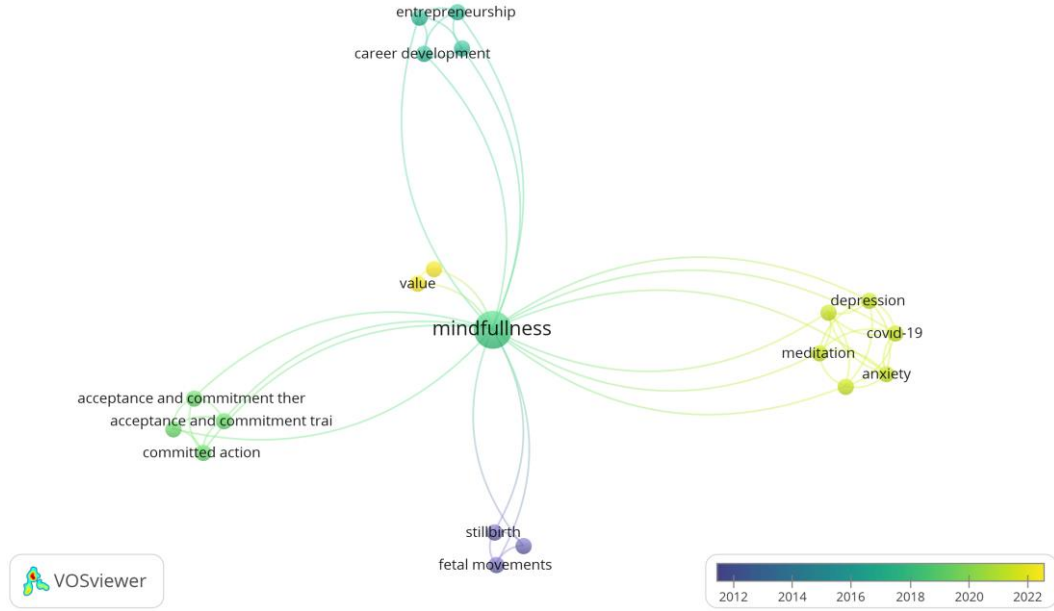 entrepreneurship
career development
value
mindfullness
depression
covid-19
meditation
anxiety
acceptance and commitment ther
acceptance and commitment trai
committed action
stillbirth
fetal movements
VOSviewer
2012 2014 2016 2018 2020 2022